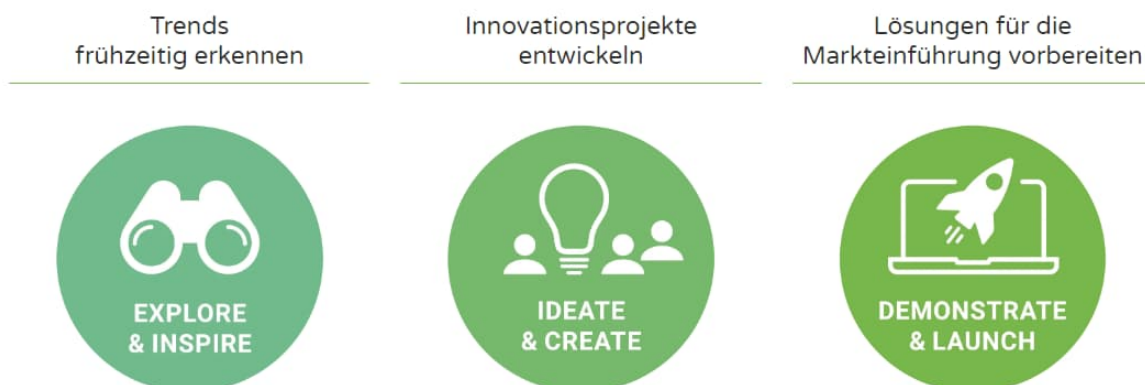 Trends
frühzeitig erkennen
Innovationsprojekte
entwickeln
Lösungen für die
Markteinführung vorbereiten
EXPLORE
& INSPIRE
IDEATE
& CREATE
DEMONSTRATE
& LAUNCH